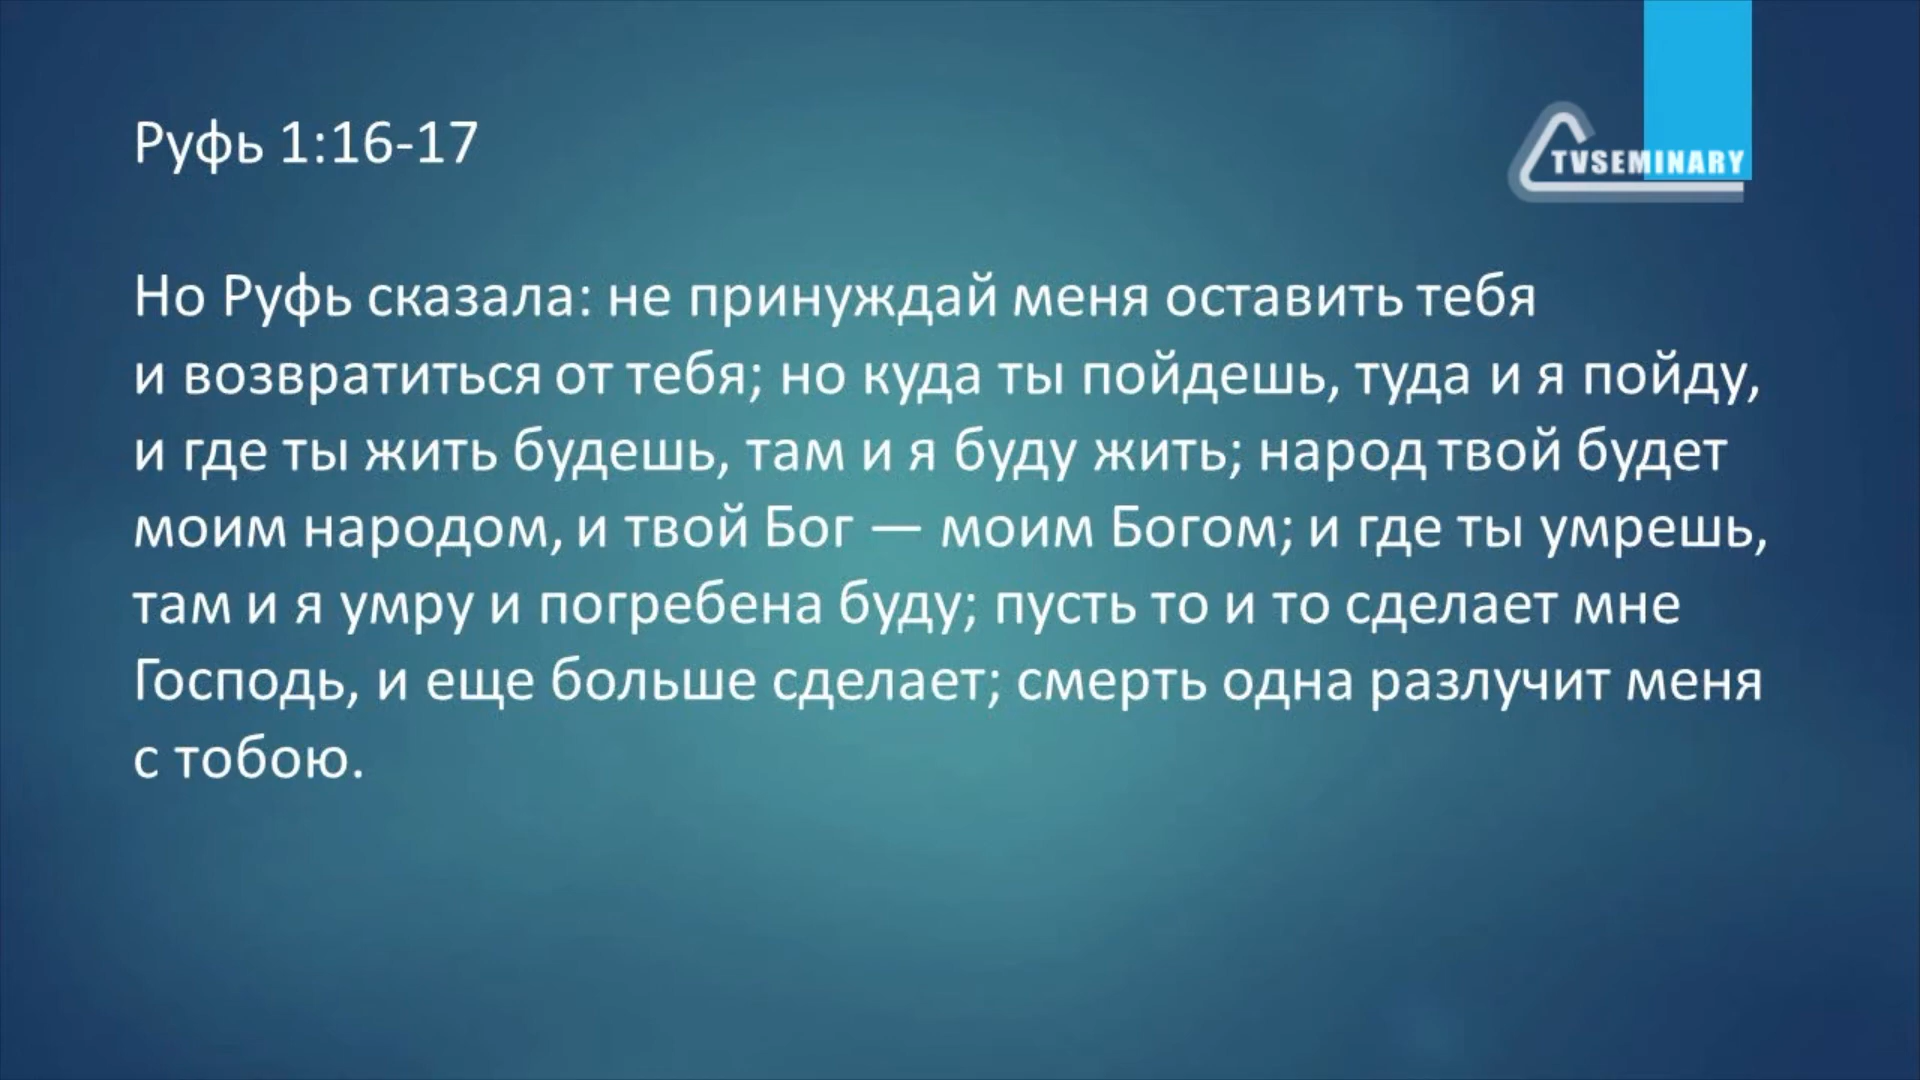 Руфь 1:16-17
TVSEMINARY
Но Руфь сказала: не принуждай меня оставить тебя
и возвратиться от тебя; но куда ты пойдешь, туда и я пойду,
и где ты жить будешь, там и я буду жить; народ твой будет
моим народом, и твой Бог — моим Богом; и где ты умрешь,
там и я умру и погребена буду; пусть то и то сделает мне
Господь, и еще больше сделает; смерть одна разлучит меня
с тобою.